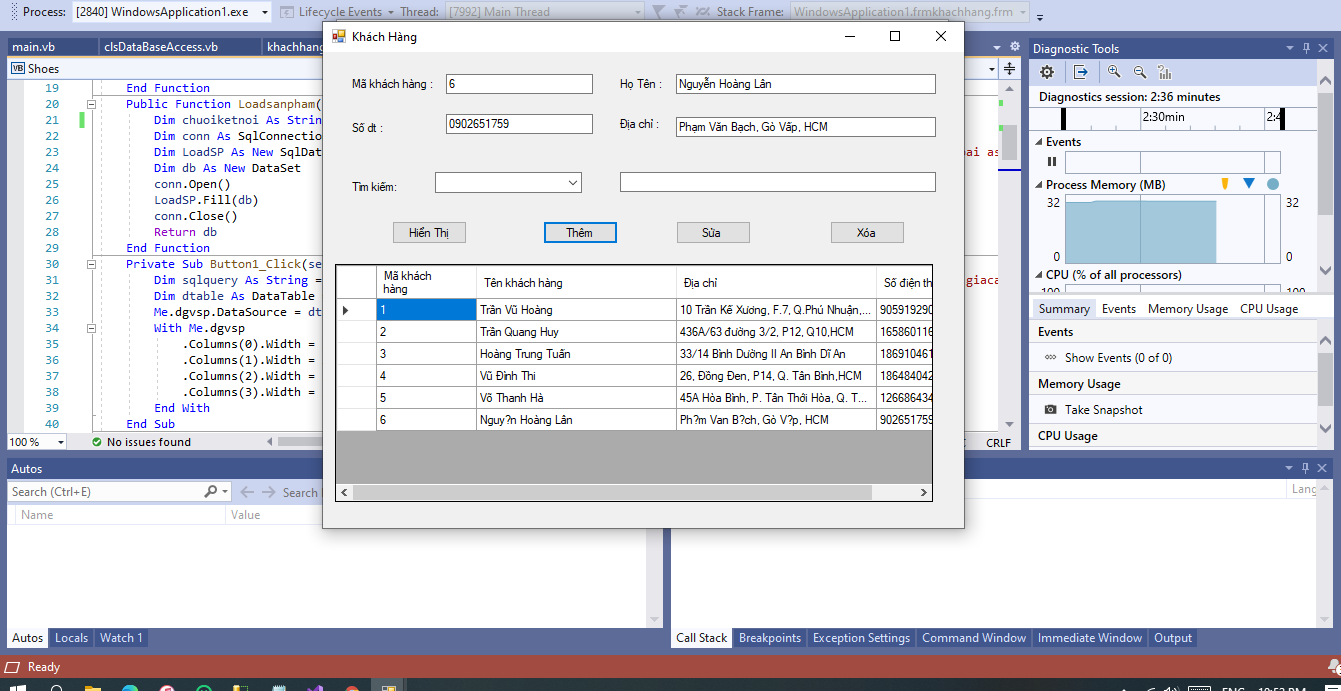 Process: [2840] WindowsApplication1.exe Lifecycle Events Thread: [7992] Main Thread Stack Frame: WindowsApplication1.frmkhachhang.frm
main.vb clsDataBaseAccess.vb khachhang
Shoes
19 End Function
20 Public Function Loadsanpham(
21 Dim chuoiketnoi As Strin
22 Dim conn As SqlConnection
23 Dim LoadSP As New SqlDat ai as
24 Dim db As New DataSet
25 conn.Open()
26 LoadSP.Fill(db)
27 conn.Close()
28 Return db
29 End Function
30 Private Sub Button1_Click(se
31 Dim sqlquery As String = giaca
32 Dim dtable As DataTable
33 Me.dgvsp.DataSource = dt
34 With Me.dgvsp
35 .Columns(0).Width =
36 .Columns(1).Width =
37 .Columns(2).Width =
38 .Columns(3).Width =
39 End With
40 End Sub
100 % No issues found CRLF
Khách Hàng
Mã khách hàng : 6 Họ Tên : Nguyễn Hoàng Lân
Số dt : 0902651759 Địa chỉ : Phạm Văn Bạch, Gò Vấp, HCM
Tìm kiếm:
Hiển Thị Thêm Sửa Xóa
Mã khách hàng Tên khách hàng Địa chỉ Số điện th
1 Trần Vũ Hoàng 10 Trần Kế Xương, F.7, Q.Phú Nhuận,... 905919290
2 Trần Quang Huy 436A/63 đường 3/2, P12, Q10,HCM 165860116
3 Hoàng Trung Tuấn 33/14 Bình Dường II An Bình Dĩ An 186910461
4 Vũ Đình Thi 26, Đồng Đen, P14, Q. Tân Bình,HCM 186484042
5 Võ Thanh Hà 45A Hòa Bình, P. Tân Thới Hòa, Q. T... 126686434
6 Nguy?n Hoàng Lân Ph?m Van B?ch, Gò V?p, HCM 902651759
Diagnostic Tools
Diagnostics session: 2:36 minutes
2:30min 2:4
Events
Process Memory (MB)
32 32
0 0
CPU (% of all processors)
100 100
Summary Events Memory Usage CPU Usage
Events
Show Events (0 of 0)
Memory Usage
Take Snapshot
CPU Usage
Autos
Search (Ctrl+E) Search
Name Value
Lang
Autos Locals Watch 1
Call Stack Breakpoints Exception Settings Command Window Immediate Window Output
Ready
ENG 10:52 PM